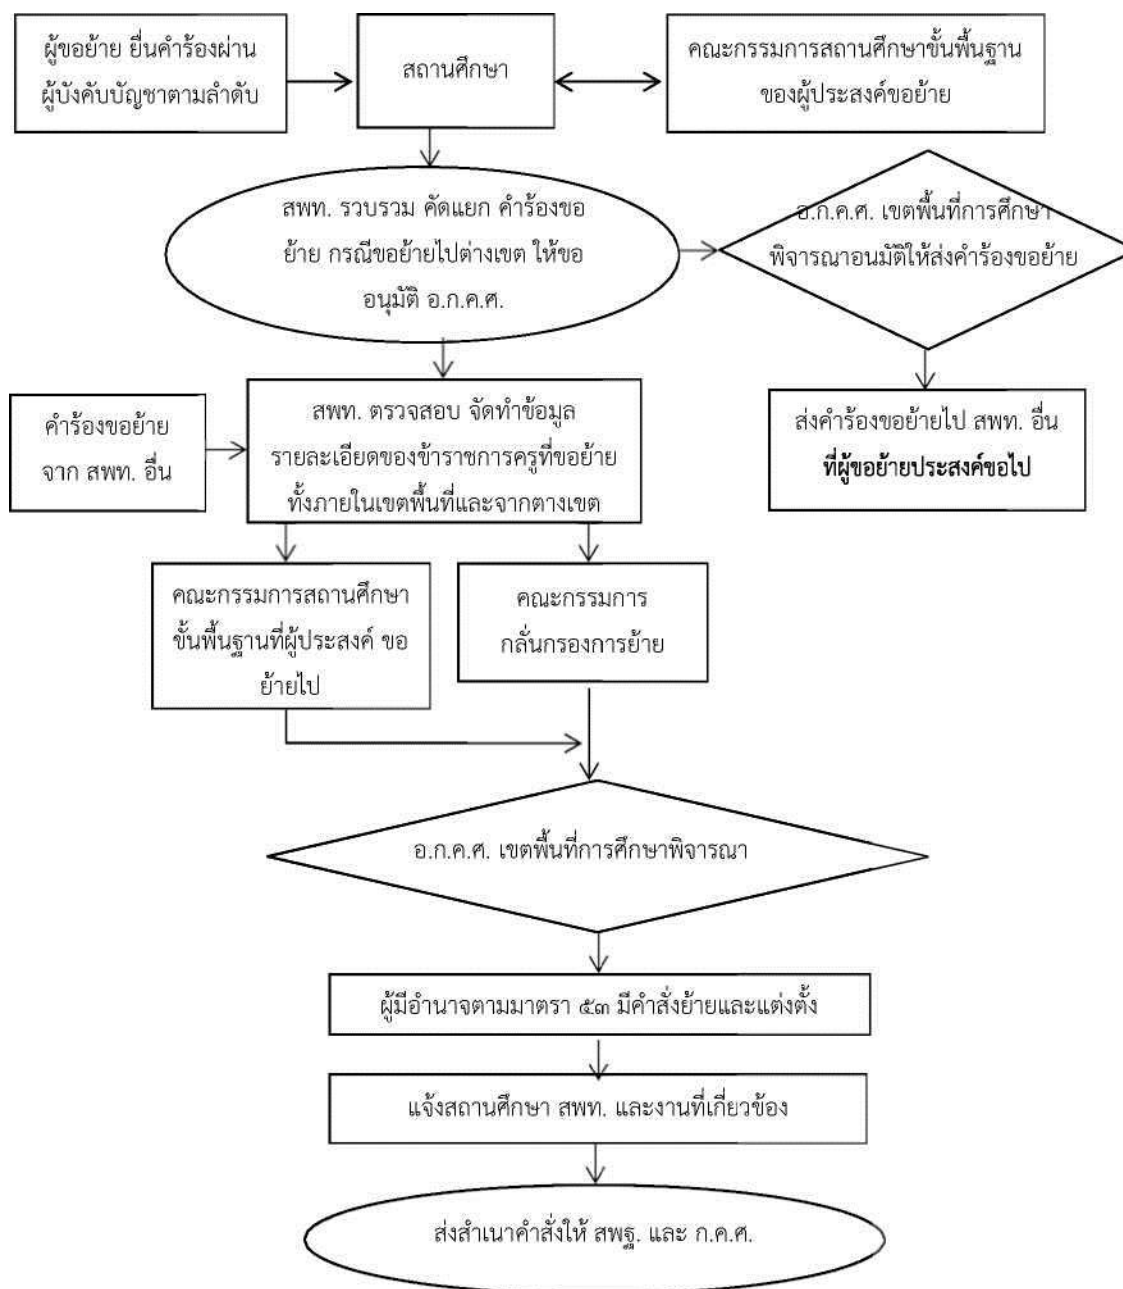 ผู้ขอย้าย ยื่นคำร้องผ่าน
ผู้บังคับบัญชาตามลำดับ
สถานศึกษา
คณะกรรมการสถานศึกษาขั้นพื้นฐาน
ของผู้ประสงค์ขอย้าย
สพท. รวบรวม คัดแยก คำร้องขอ
ย้าย กรณีขอย้ายไปต่างเขต ให้ขอ
อนุมัติ อ.ก.ค.ศ.
อ.ก.ค.ศ. เขตพื้นที่การศึกษา
พิจารณาอนมัติให้ส่งคำร้องขอย้าย
คำร้องขอย้าย
จาก สพท. อื่น
สพท. ตรวจสอบ จัดทำข้อมูล
รายละเอียดของข้าราชการครูที่ขอย้าย
ทั้งภายในเขตพื้นที่และจากตางเขต
ส่งคำร้องขอย้ายไป สพท. อื่น
ที่ผู้ขอย้ายประสงค์ขอไป
คณะกรรมการสถานศึกษา
ขั้นพื้นฐานที่ผู้ประสงค์ ขอ
ย้ายไป
คณะกรรมการ
กลั่นกรองการย้าย
อ.ก.ค.ศ. เขตพื้นที่การศึกษาพิจารณา
ผู้มีอำนาจตามมาตรา ๕๓ มีคำสั่งย้ายและแต่งตั้ง
แจ้งสถานศึกษา สพท. และงานที่เกี่ยวข้อง
ส่งสำเนาคำสั่งให้ สพฐ. และ ก.ค.ศ.